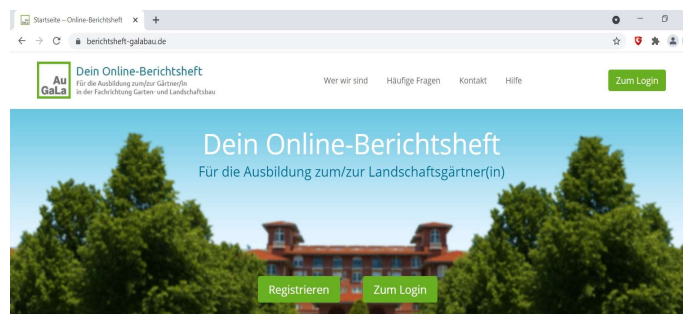 Startseite – Online-Berichtsheft
berichtsheft-galabau.de
Au
GaLa
Dein Online-Berichtsheft
Für die Ausbildung zum/zur Gärtner/in
in der Fachrichtung Garten- und Landschaftsbau
Wer wir sind Häufige Fragen Kontakt Hilfe
Zum Login
Dein Online-Berichtsheft
Für die Ausbildung zum/zur Landschaftsgärtner(in)
Registrieren Zum Login